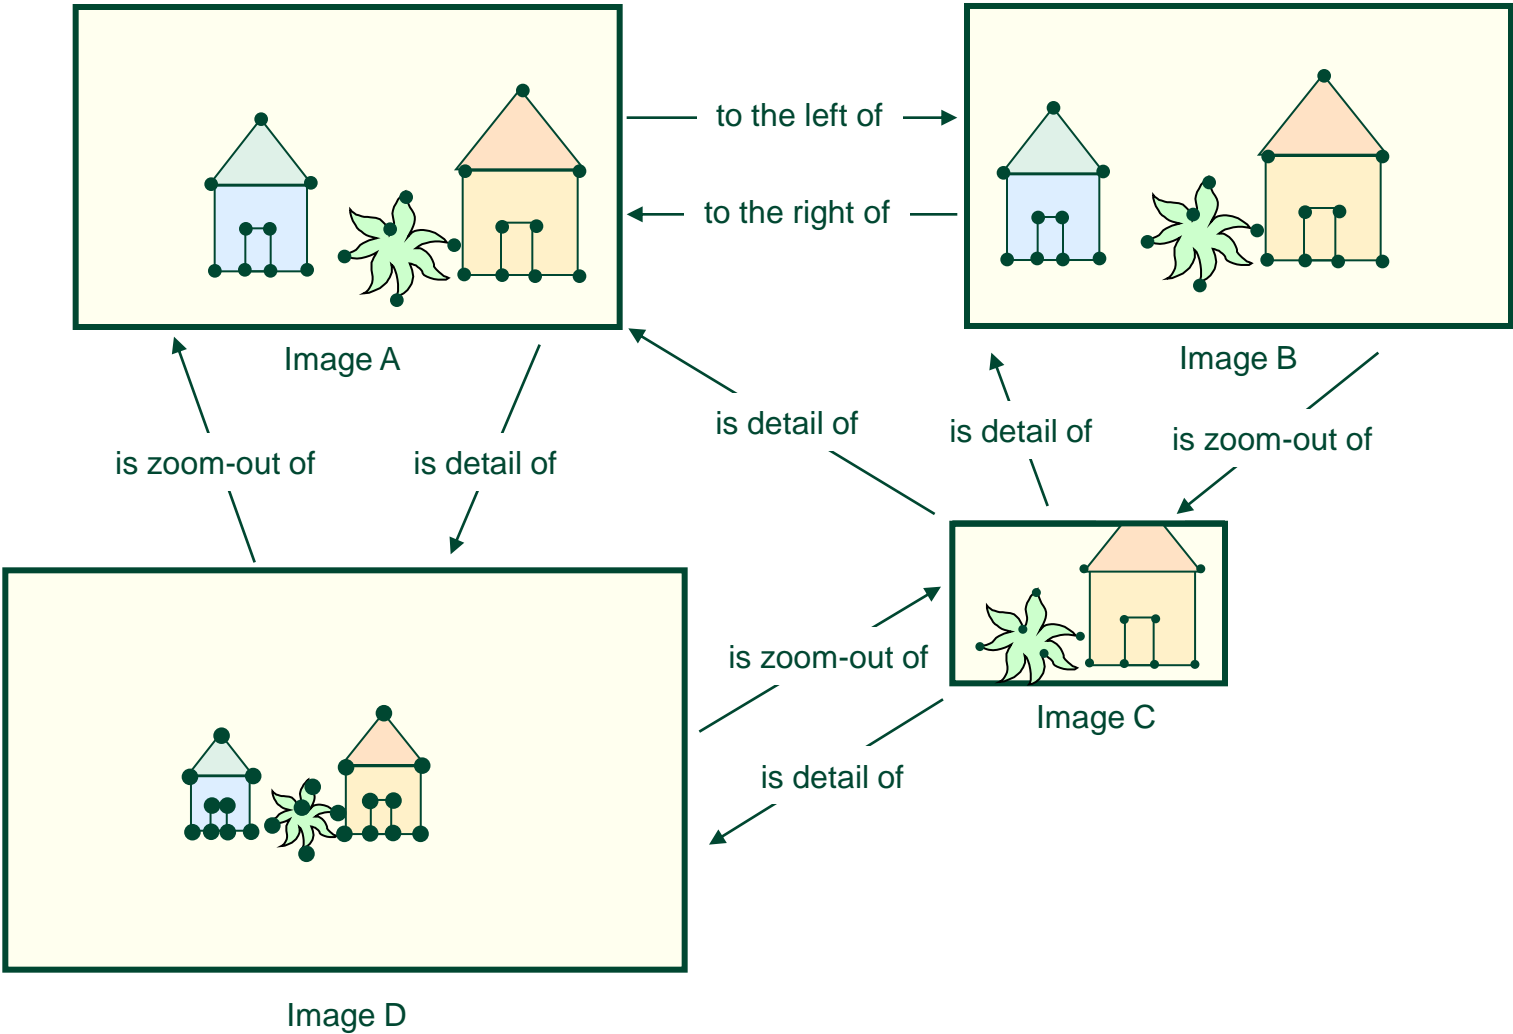 to the left of
to the right of
Image A
Image B
is detail of
is detail of
is zoom-out of
is zoom-out of
is detail of
is zoom-out of
Image C
is detail of
Image D